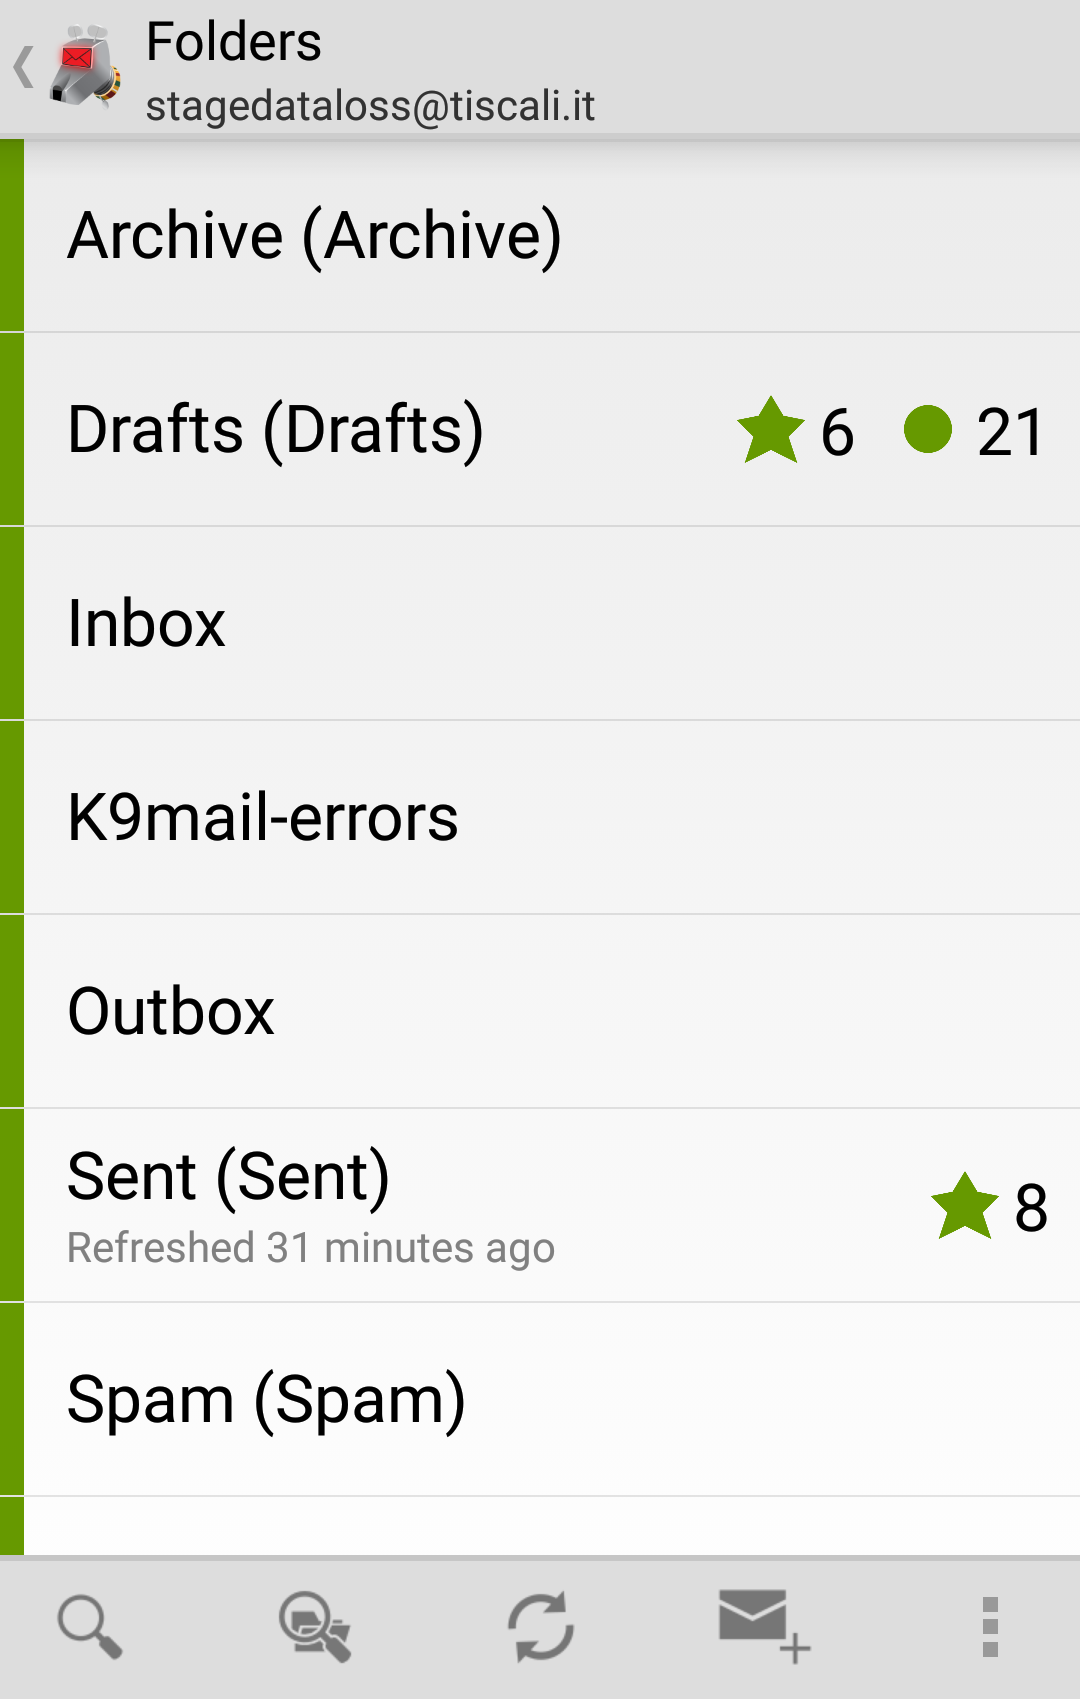 Folders
stagedataloss@tiscali.it
Archive (Archive)
Drafts (Drafts) 6 21
Inbox
K9mail-errors
Outbox
Sent (Sent) 8
Refreshed 31 minutes ago
Spam (Spam)